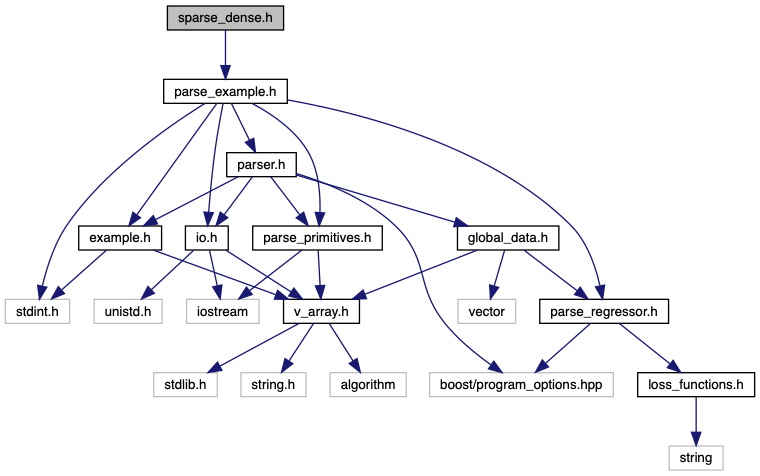 sparse_dense.h
parse_example.h
parser.h
example.h
io.h
parse_primitives.h
global_data.h
stdint.h
unistd.h
iostream
v_array.h
vector
parse_regressor.h
stdlib.h
string.h
algorithm
boost/program_options.hpp
loss_functions.h
string